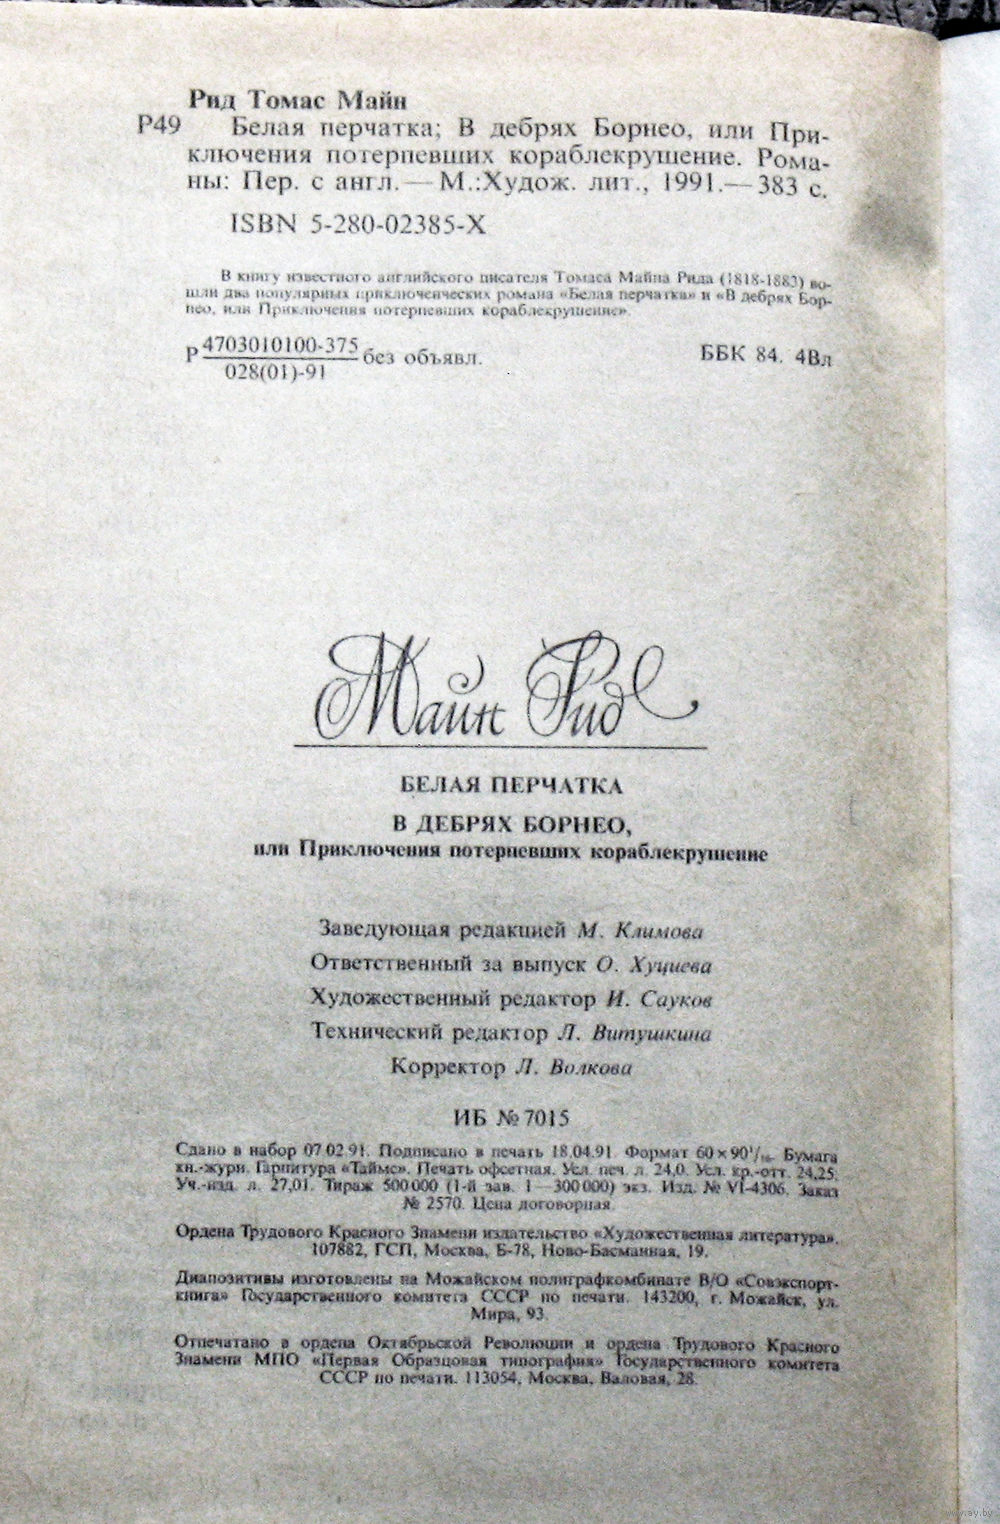 Рид Томас Майн
Р49 Белая перчатка; В дебрях Борнео, или При-
ключения потерпевших кораблекрушение. Рома-
ны: Пер. с англ.— М.:Худож. лит., 1991.— 383 с.
ISBN 5-280-02385-X
В книгу известного английского писателя Томаса Майна Рида (1818-1883) во-
шли два популярных приключенческих романа «Белая перчатка» и «В дебрях Бор-
нео, или Приключения потерпевших кораблекрушение».
Р 4703010100-375 без объявл. ББК 84. 4Вл
028(01)-91
Майн Рид
БЕЛАЯ ПЕРЧАТКА
В ДЕБРЯХ БОРНЕО,
или Приключения потерпевших кораблекрушение
Заведующая редакцией М. Климова
Ответственный за выпуск О. Хуциева
Художественный редактор И. Сауков
Технический редактор Л. Витушкина
Корректор Л. Волкова
ИБ № 7015
Сдано в набор 07.02.91. Подписано в печать 18.04.91. Формат 60×90¹/₁₆. Бумага
кн.-журн. Гарнитура «Таймс». Печать офсетная. Усл. печ. л. 24,0. Усл. кр.-отт. 24,25.
Уч.-изд. л. 27,01. Тираж 500000 (1-й зав. 1—300000) экз. Изд. № VI-4306. Заказ
№ 2570. Цена договорная.
Ордена Трудового Красного Знамени издательство «Художественная литература».
107882, ГСП, Москва, Б-78, Ново-Басманная, 19.
Диапозитивы изготовлены на Можайском полиграфкомбинате В/О «Совэкспорт-
книга» Государственного комитета СССР по печати. 143200, г. Можайск, ул.
Мира, 93.
Отпечатано в ордена Октябрьской Революции и ордена Трудового Красного
Знамени МПО «Первая Образцовая типография» Государственного комитета
СССР по печати. 113054, Москва, Валовая, 28.
www.ay.by